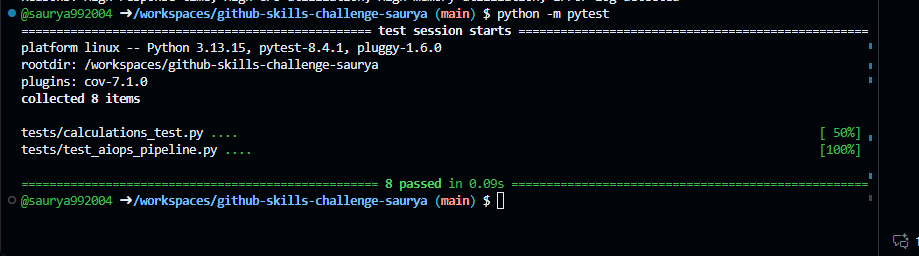 @saurya992004 ➜/workspaces/github-skills-challenge-saurya (main) $ python -m pytest
=== test session starts ===
platform linux -- Python 3.13.15, pytest-8.4.1, pluggy-1.6.0
rootdir: /workspaces/github-skills-challenge-saurya
plugins: cov-7.1.0
collected 8 items
tests/calculations_test.py .... [ 50%]
tests/test_aiops_pipeline.py .... [100%]
=== 8 passed in 0.09s ===
@saurya992004 ➜/workspaces/github-skills-challenge-saurya (main) $